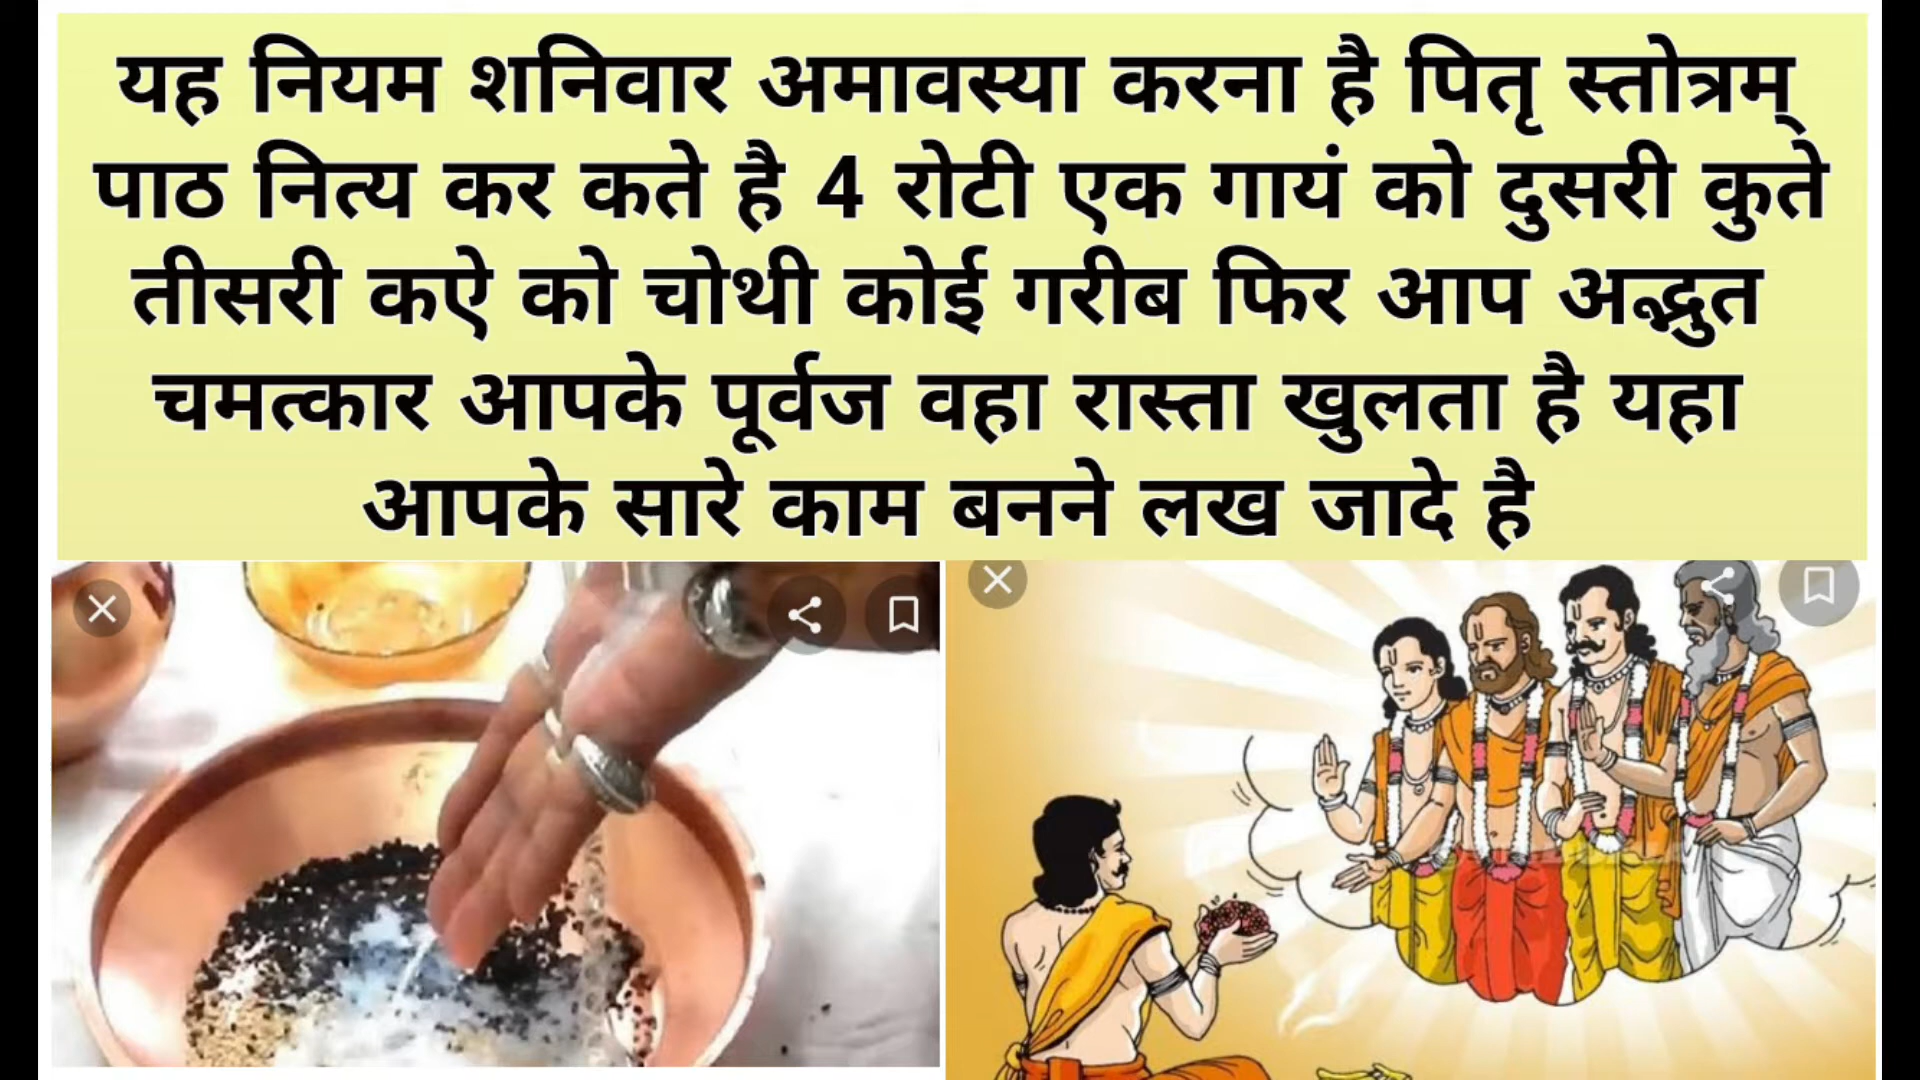 यह नियम शनिवार अमावस्या करना है पितृ स्तोत्रम्
पाठ नित्य कर कते है 4 रोटी एक गायं को दुसरी कुते
तीसरी कऐ को चोथी कोई गरीब फिर आप अद्भुत
चमत्कार आपके पूर्वज वहा रास्ता खुलता है यहा
आपके सारे काम बनने लख जादे है